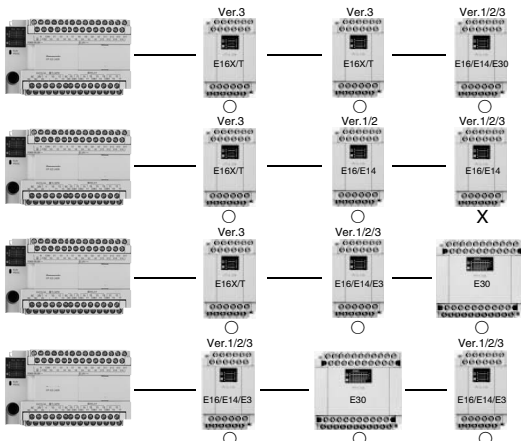 Ver.3 Ver.3 Ver.1/2/3
E16X/T E16X/T E16/E14/E30
Ver.3 Ver.1/2 Ver.1/2/3
E16X/T E16/E14 E16/E14
X
Ver.3 Ver.1/2/3
E16X/T E16/E14/E3 E30
Ver.1/2/3 Ver.1/2/3
E16/E14/E3 E30 E16/E14/E3